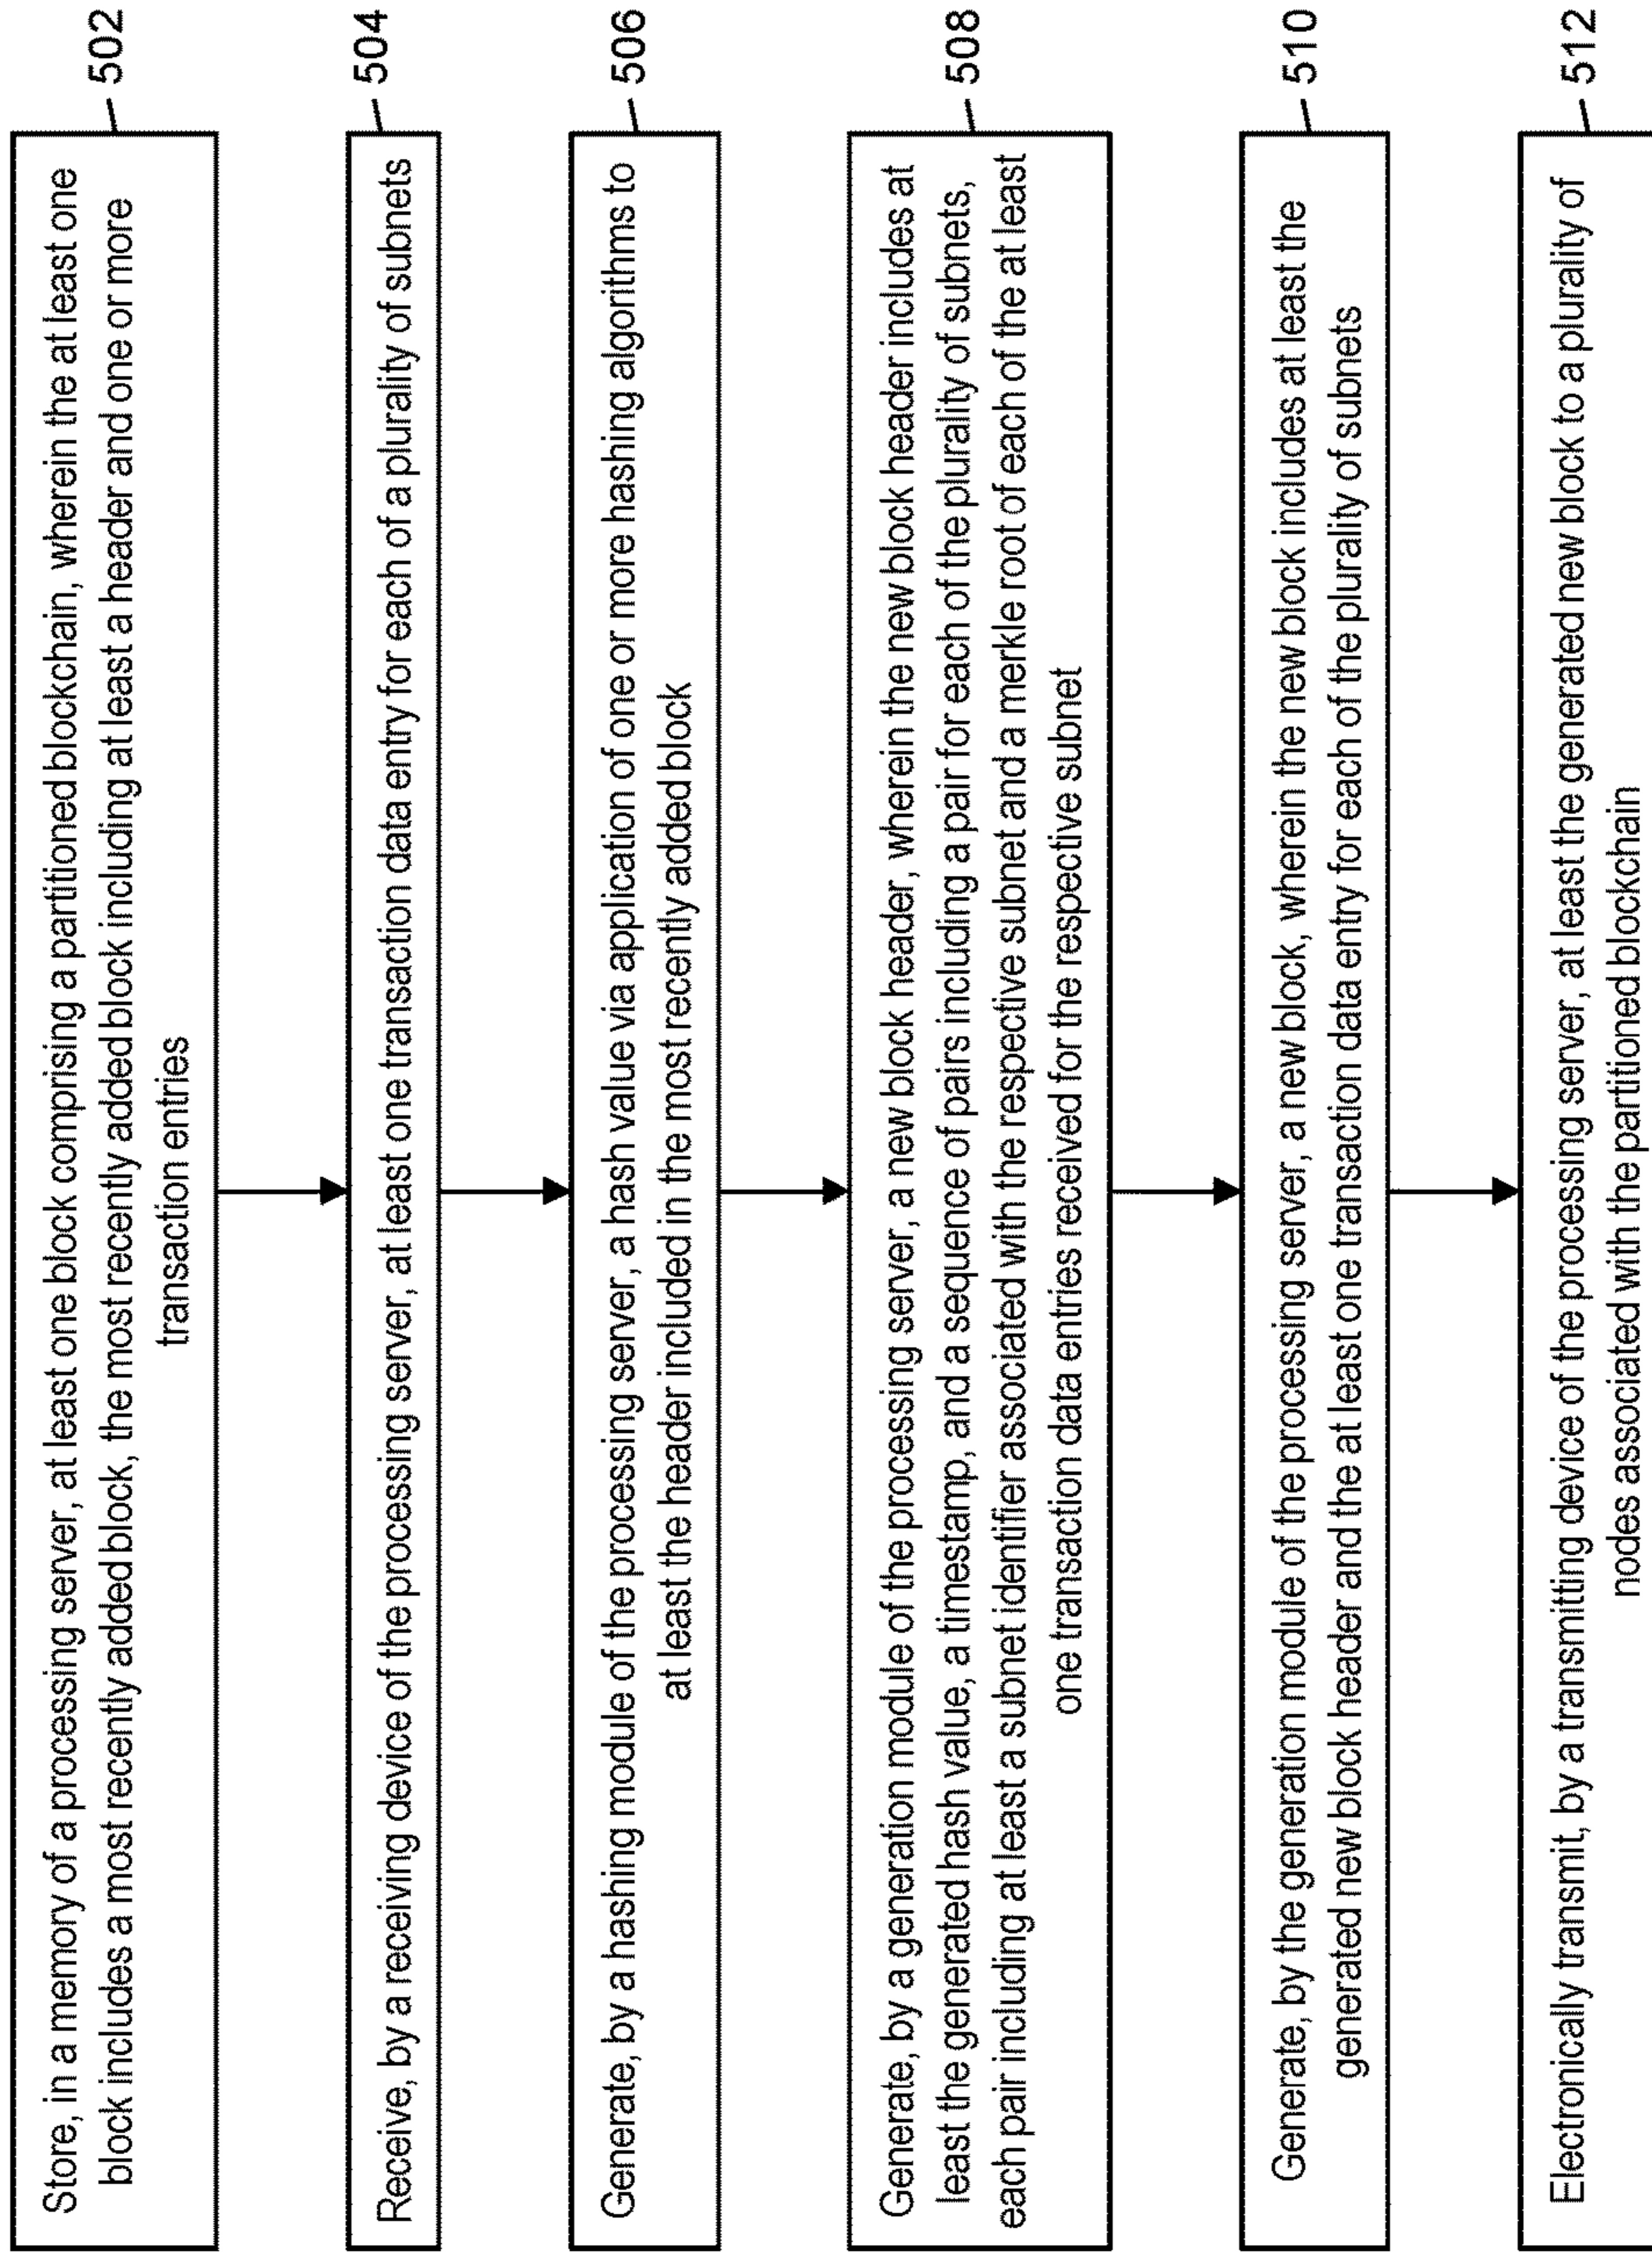 Store, in a memory of a processing server, at least one block comprising a partitioned blockchain, wherein the at least one
block includes a most recently added block, the most recently added block including at least a header and one or more
transaction entries
502
Receive, by a receiving device of the processing server, at least one transaction data entry for each of a plurality of subnets
504
Generate, by a hashing module of the processing server, a hash value via application of one or more hashing algorithms to
at least the header included in the most recently added block
506
Generate, by a generation module of the processing server, a new block header, wherein the new block header includes at
least the generated hash value, a timestamp, and a sequence of pairs including a pair for each of the plurality of subnets,
each pair including at least a subnet identifier associated with the respective subnet and a merkle root of each of the at least
one transaction data entries received for the respective subnet
508
Generate, by the generation module of the processing server, a new block, wherein the new block includes at least the
generated new block header and the at least one transaction data entry for each of the plurality of subnets
510
Electronically transmit, by a transmitting device of the processing server, at least the generated new block to a plurality of
nodes associated with the partitioned blockchain
512